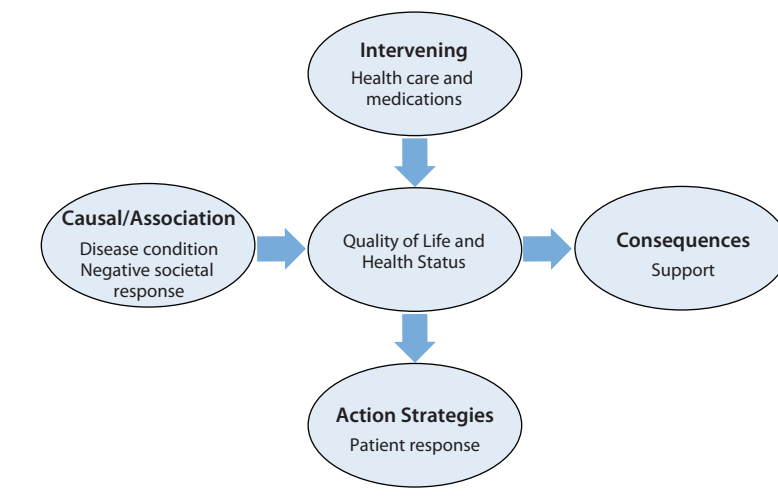 Intervening
Health care and
medications
Causal/Association
Disease condition
Negative societal
response
Quality of Life and
Health Status
Consequences
Support
Action Strategies
Patient response